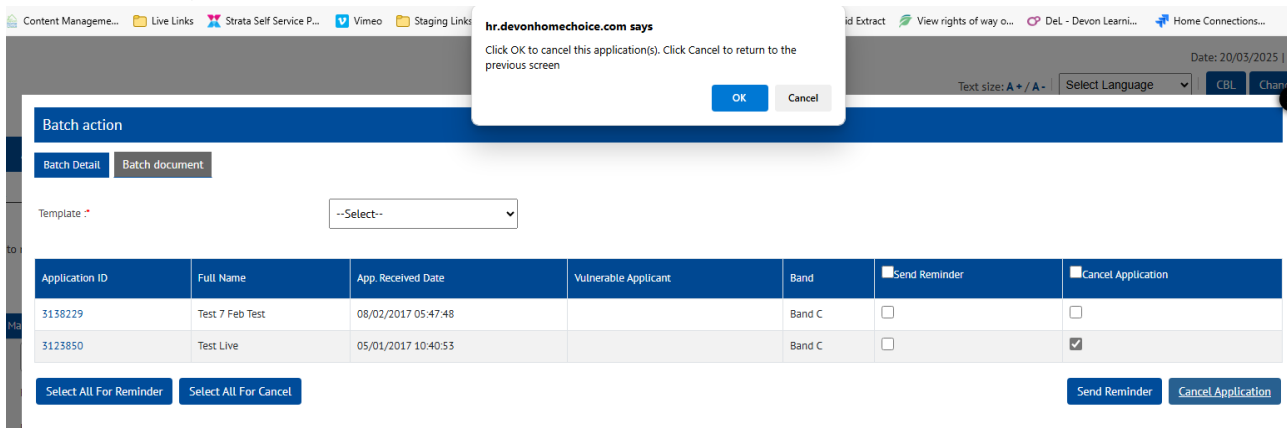 Content Manageme... Live Links Strata Self Service P... Vimeo Staging Links
id Extract View rights of way o... DeL - Devon Learni... Home Connections...
hr.devonhomechoice.com says
Click OK to cancel this application(s). Click Cancel to return to the
previous screen
OK Cancel
Date: 20/03/2025 |
Text size: A + / A - Select Language CBL Chan
Batch action
Batch Detail Batch document
Template :* --Select--
to
Application ID Full Name App. Received Date Vulnerable Applicant Band Send Reminder Cancel Application
3138229 Test 7 Feb Test 08/02/2017 05:47:48 Band C
Ma
3123850 Test Live 05/01/2017 10:40:53 Band C
Select All For Reminder Select All For Cancel Send Reminder Cancel Application